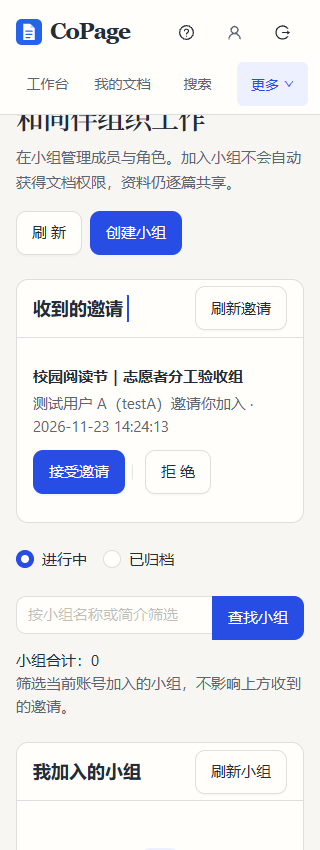 CoPage
工作台 我的文档 搜索 更多
和同伴组织工作
在小组管理成员与角色。加入小组不会自动
获得文档权限，资料仍逐篇共享。
刷 新 创建小组
收到的邀请 刷新邀请
校园阅读节 | 志愿者分工验收组
测试用户 A（testA）邀请你加入 ·
2026-11-23 14:24:13
接受邀请 拒 绝
进行中 已归档
按小组名称或简介筛选 查找小组
小组合计：0
筛选当前账号加入的小组，不影响上方收到
的邀请。
我加入的小组 刷新小组